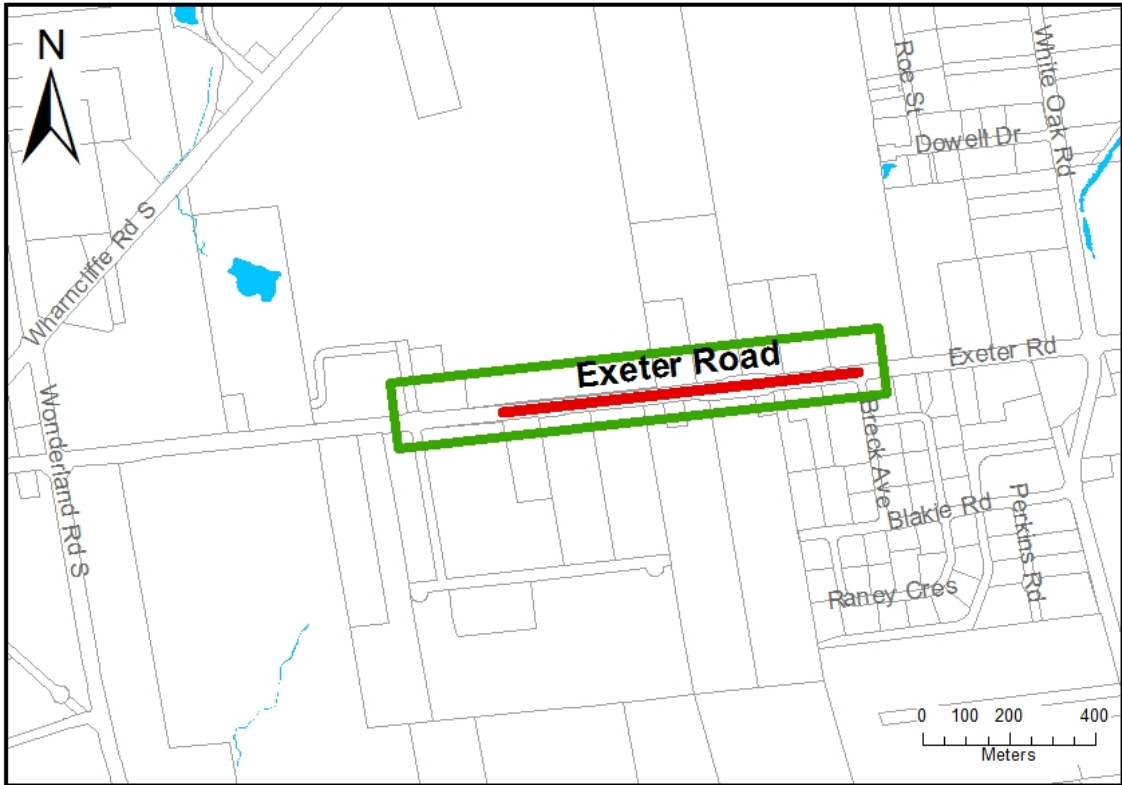 N
Roe St
White Oak Rd
Dowell Dr
Wharncliffe Rd S
Exeter Road
Exeter Rd
Wonderland Rd S
Breck Ave
Blakie Rd
Perkins Rd
Raney Cres
0 100 200 400
Meters